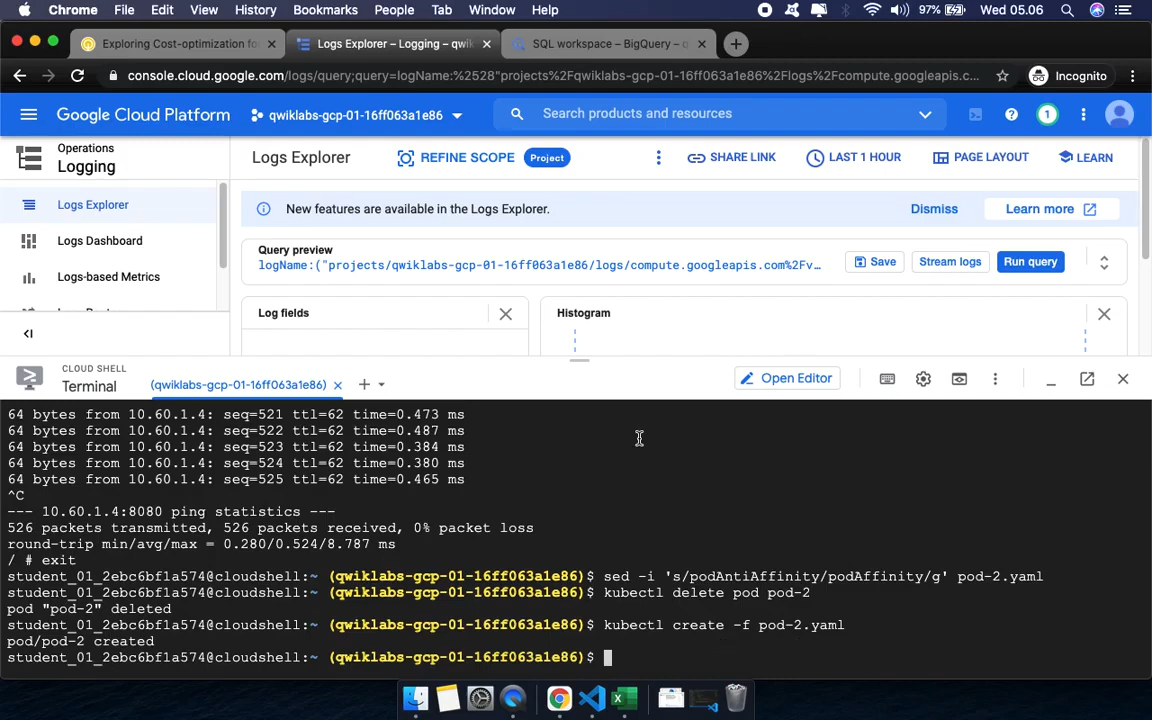 Chrome File Edit View History Bookmarks People Tab Window Help 97% Wed 05.06
Exploring Cost-optimization fo
Logs Explorer – Logging – qwik
SQL workspace – BigQuery – q
console.cloud.google.com/logs/query;query=logName:%2528"projects%2Fqwiklabs-gcp-01-16ff063a1e86%2Flogs%2Fcompute.googleapis.c...
Incognito
Google Cloud Platform
qwiklabs-gcp-01-16ff063a1e86
Search products and resources
1
Operations
Logging
Logs Explorer
REFINE SCOPE
Project
SHARE LINK
LAST 1 HOUR
PAGE LAYOUT
LEARN
Logs Explorer
Logs Dashboard
Logs-based Metrics
New features are available in the Logs Explorer.
Dismiss
Learn more
Query preview
logName:("projects/qwiklabs-gcp-01-16ff063a1e86/logs/compute.googleapis.com%2Fv…
Save
Stream logs
Run query
Log fields
Histogram
CLOUD SHELL
Terminal
(qwiklabs-gcp-01-16ff063a1e86)
Open Editor
64 bytes from 10.60.1.4: seq=521 ttl=62 time=0.473 ms
64 bytes from 10.60.1.4: seq=522 ttl=62 time=0.487 ms
64 bytes from 10.60.1.4: seq=523 ttl=62 time=0.384 ms
64 bytes from 10.60.1.4: seq=524 ttl=62 time=0.380 ms
64 bytes from 10.60.1.4: seq=525 ttl=62 time=0.465 ms
^C
--- 10.60.1.4:8080 ping statistics ---
526 packets transmitted, 526 packets received, 0% packet loss
round-trip min/avg/max = 0.280/0.524/8.787 ms
/ # exit
student_01_2ebc6bf1a574@cloudshell:~ (qwiklabs-gcp-01-16ff063a1e86)$ sed -i 's/podAntiAffinity/podAffinity/g' pod-2.yaml
student_01_2ebc6bf1a574@cloudshell:~ (qwiklabs-gcp-01-16ff063a1e86)$ kubectl delete pod pod-2
pod "pod-2" deleted
student_01_2ebc6bf1a574@cloudshell:~ (qwiklabs-gcp-01-16ff063a1e86)$ kubectl create -f pod-2.yaml
pod/pod-2 created
student_01_2ebc6bf1a574@cloudshell:~ (qwiklabs-gcp-01-16ff063a1e86)$